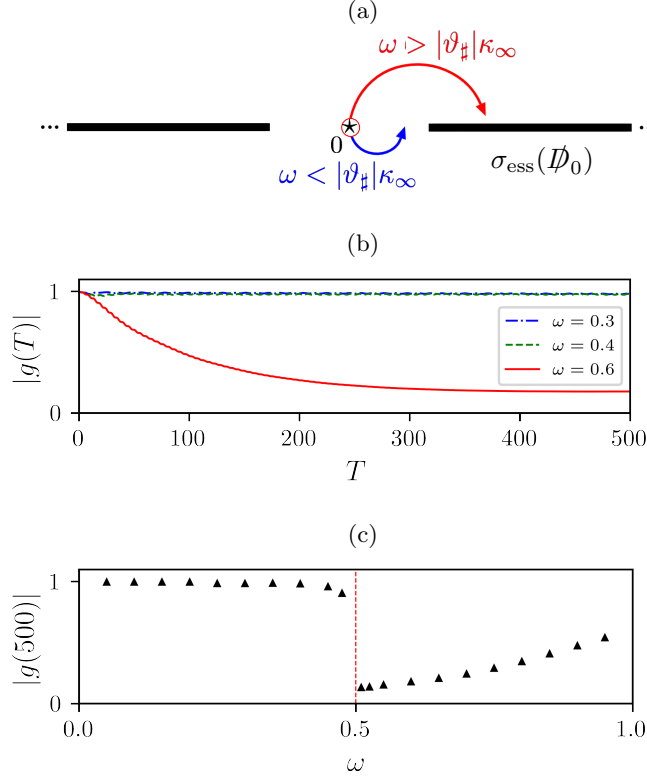 (a)
ω > |ϑ♯|κ∞
0
σess(D̸0)
ω < |ϑ♯|κ∞
(b)
|g(T)|
1
0
ω = 0.3
ω = 0.4
ω = 0.6
0 100 200 300 400 500
T
(c)
|g(500)|
1
0
0.0 0.5 1.0
ω